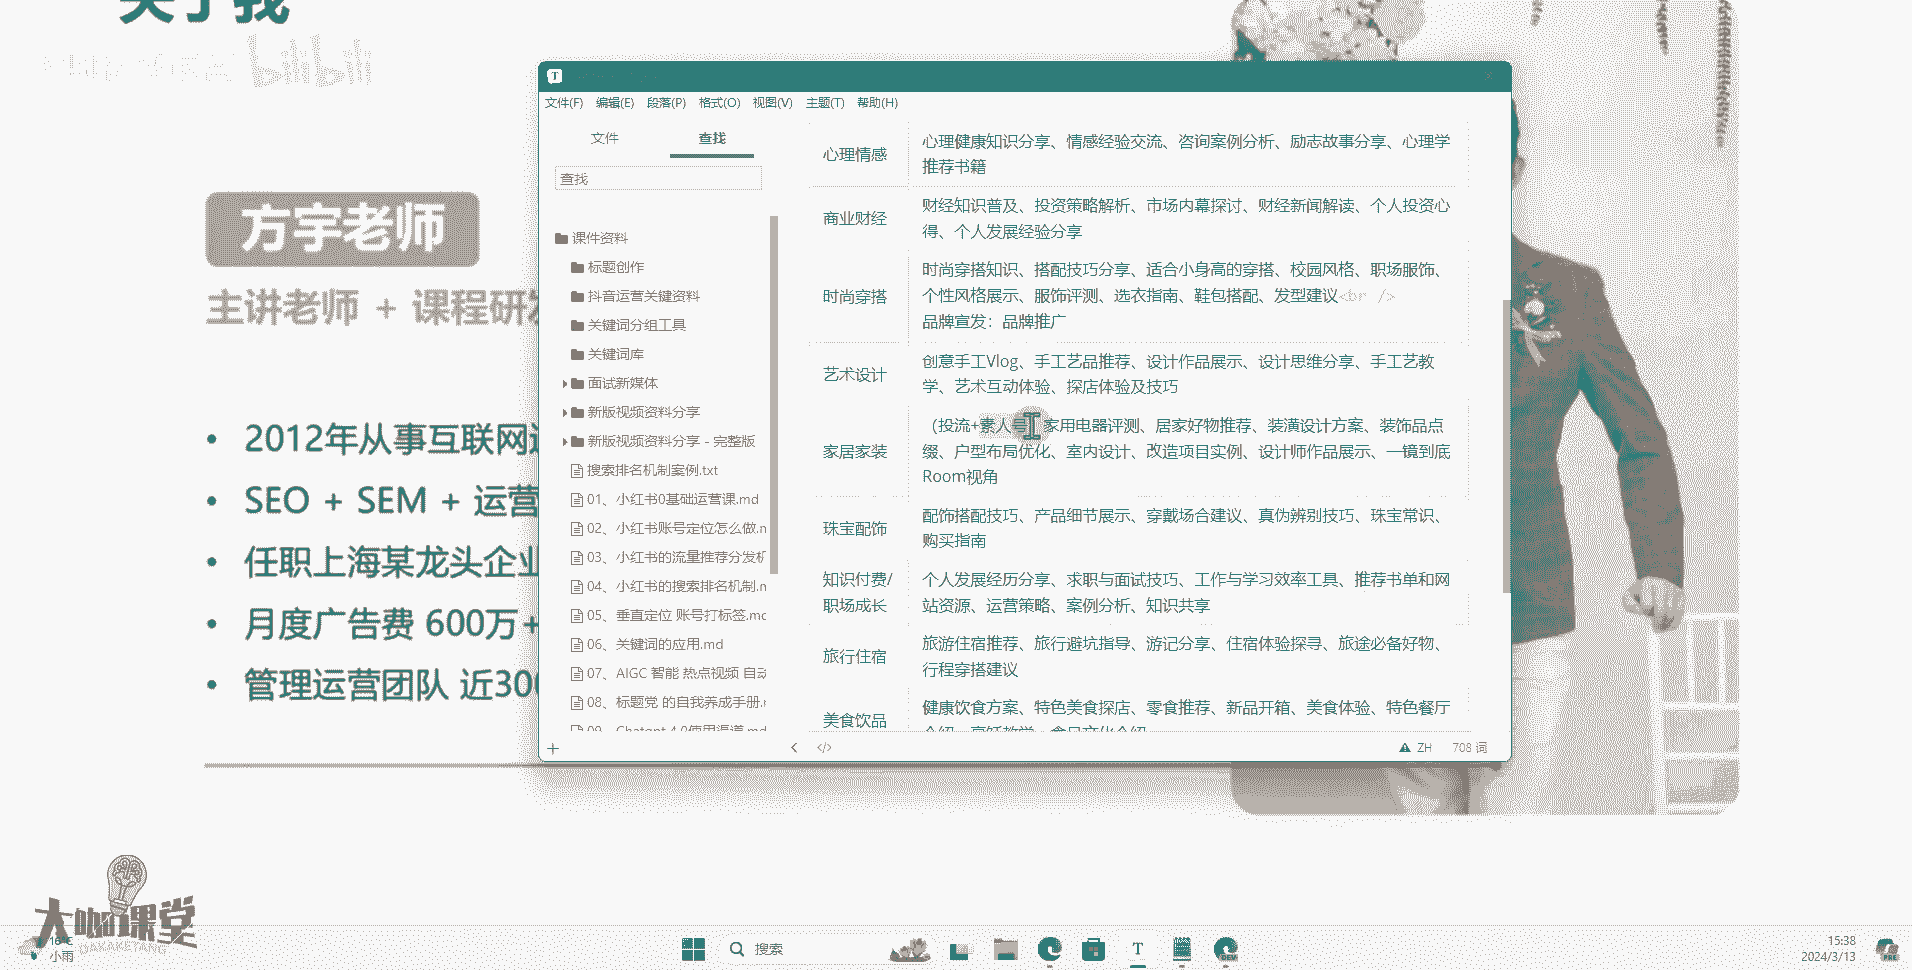 关于我
bilibili
方宇老师
主讲老师 + 课程研发
• 2012年从事互联网
• SEO + SEM + 运营
• 任职上海某龙头企业
• 月度广告费 600万+
• 管理运营团队 近300
文件(F) 编辑(E) 段落(P) 格式(O) 视图(V) 主题(T) 帮助(H)
文件 查找
查找
课件资料
标题创作
抖音运营关键资料
关键词分组工具
关键词库
面试新媒体
新版视频资料分享
新版视频资料分享 - 完整版
搜索排名机制案例.txt
01、小红书0基础运营课.md
02、小红书账号定位怎么做.m
03、小红书的流量推荐分发机
04、小红书的搜索排名机制.m
05、垂直定位 账号打标签.mc
06、关键词的应用.md
07、AIGC 智能 热点视频 自动
08、标题党 的自我养成手册.r
09、Chatgpt 4.0使用渠道.md
心理情感
心理健康知识分享、情感经验交流、咨询案例分析、励志故事分享、心理学
推荐书籍
商业财经
财经知识普及、投资策略解析、市场内幕探讨、财经新闻解读、个人投资心
得、个人发展经验分享
时尚穿搭
时尚穿搭知识、搭配技巧分享、适合小身高的穿搭、校园风格、职场服饰、
个性风格展示、服饰评测、选衣指南、鞋包搭配、发型建议<br />
品牌宣发：品牌推广
艺术设计
创意手工Vlog、手工艺品推荐、设计作品展示、设计思维分享、手工艺教
学、艺术互动体验、探店体验及技巧
家居家装
（投流+素人号 家用电器评测、居家好物推荐、装潢设计方案、装饰品点
缀、户型布局优化、室内设计、改造项目实例、设计师作品展示、一镜到底
Room视角
珠宝配饰
配饰搭配技巧、产品细节展示、穿戴场合建议、真伪辨别技巧、珠宝常识、
购买指南
知识付费/
职场成长
个人发展经历分享、求职与面试技巧、工作与学习效率工具、推荐书单和网
站资源、运营策略、案例分析、知识共享
旅行住宿
旅游住宿推荐、旅行避坑指导、游记分享、住宿体验探寻、旅途必备好物、
行程穿搭建议
美食饮品
健康饮食方案、特色美食探店、零食推荐、新品开箱、美食体验、特色餐厅
介绍、烹饪教学、食品文化介绍
ZH 708 词
大咖课堂
DAKAKETANG
16°C
小雨
搜索
T
DEV
15:38
2024/3/13
PRE